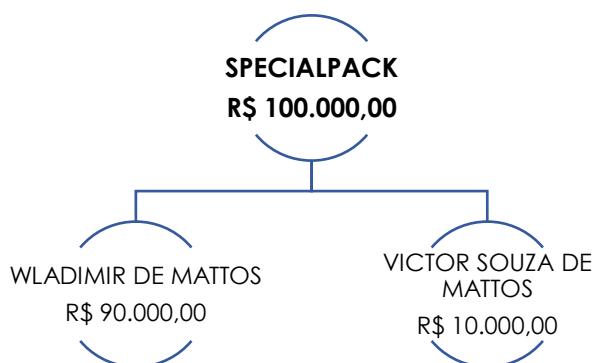 SPECIALPACK
R$ 100.000,00
WLADIMIR DE MATTOS
R$ 90.000,00
VICTOR SOUZA DE
MATTOS
R$ 10.000,00